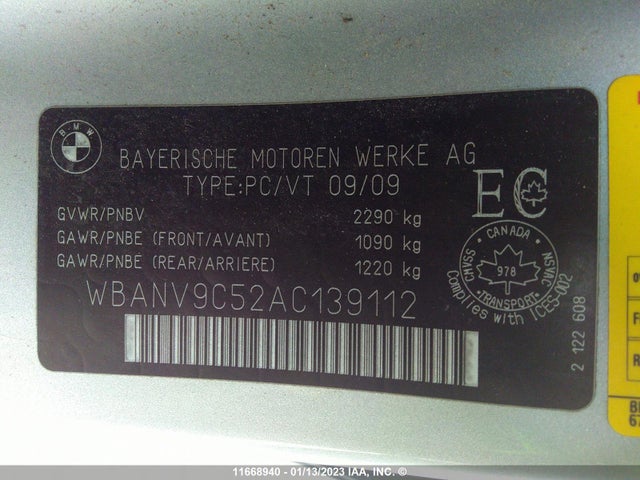 BMW
BAYERISCHE MOTOREN WERKE AG
TYPE:PC/VT 09/09
GVWR/PNBV 2290 kg
GAWR/PNBE (FRONT/AVANT) 1090 kg
GAWR/PNBE (REAR/ARRIERE) 1220 kg
WBANV9C52AC139112
EC
CANADA
978
CMVSS
NSVAC
TRANSPORT
Complies with ICES-002
2 122 608
11668940 - 01/13/2023 IAA, Inc.